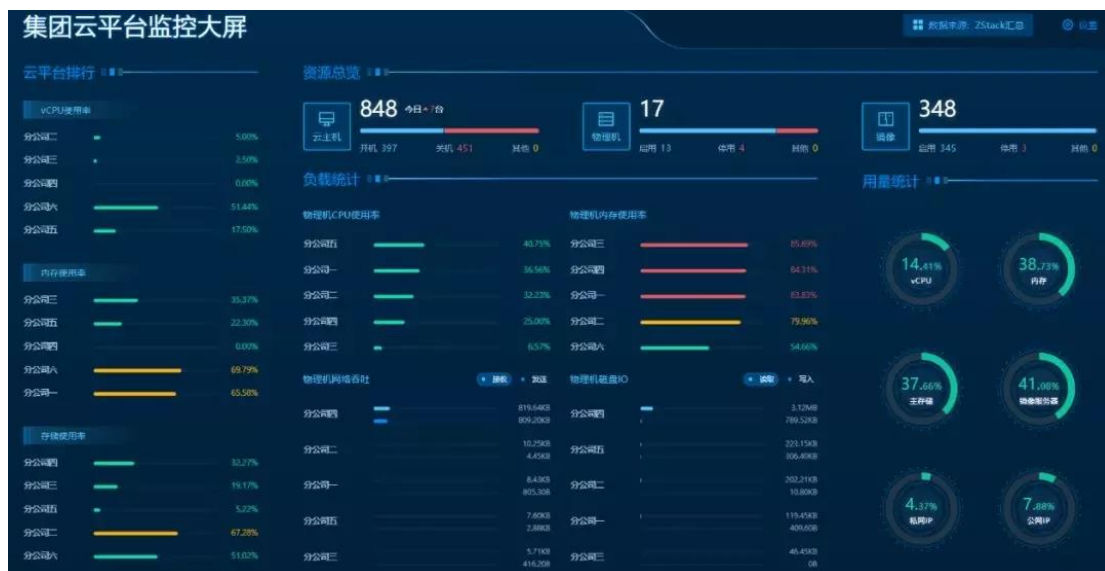 集团云平台监控大屏
数据来源: ZStack汇总
设置
云平台排行
vCPU使用率
分公司二 5.00%
分公司三 2.50%
分公司四 0.00%
分公司六 51.44%
分公司五 17.50%
内存使用率
分公司三 35.37%
分公司五 22.30%
分公司四 0.00%
分公司六 69.79%
分公司一 65.58%
存储使用率
分公司四 32.27%
分公司三 19.17%
分公司五 5.22%
分公司二 67.28%
分公司六 51.02%
资源总览
云主机
848 今日 7台
开机 397 关机 451 其他 0
物理机
17
启用 13 停用 4 其他 0
镜像
348
启用 345 停用 3 其他 0
负载统计
物理机CPU使用率
分公司五 40.75%
分公司一 36.56%
分公司二 32.23%
分公司四 25.00%
分公司三 6.57%
物理机内存使用率
分公司三 85.69%
分公司四 84.31%
分公司一 83.83%
分公司二 79.96%
分公司六 54.66%
物理机网络吞吐 接收 发送
分公司四 819.64KB
809.20KB
分公司二 10.25KB
4.45KB
分公司一 8.43KB
805.30B
分公司五 7.60KB
2.88KB
分公司三 5.71KB
416.20B
物理机磁盘IO 读取 写入
分公司四 3.12MB
789.52KB
分公司五 223.15KB
306.40KB
分公司二 202.21KB
10.80KB
分公司一 119.45KB
409.60B
分公司三 46.45KB
0B
用量统计
14.41%
vCPU
38.73%
内存
37.66%
主存储
41.08%
镜像服务器
4.37%
私网IP
7.88%
公网IP